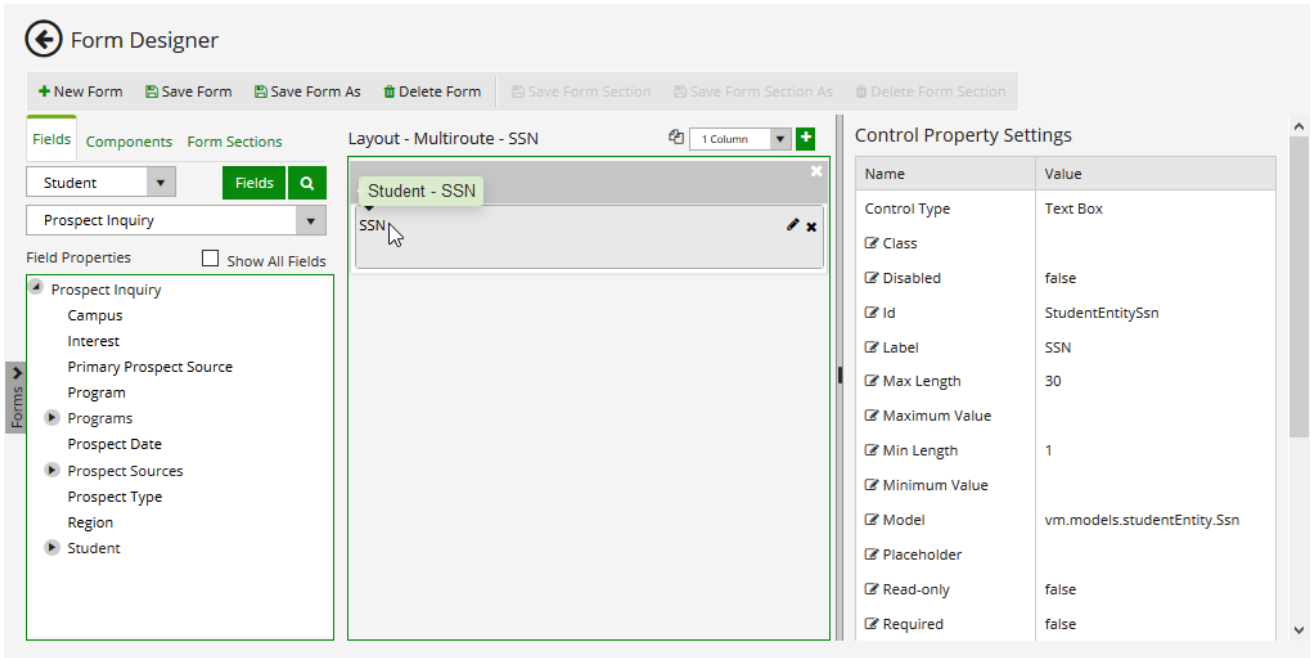 Form Designer
New Form Save Form Save Form As Delete Form Save Form Section Save Form Section As Delete Form Section
Fields Components Form Sections
Student Fields
Prospect Inquiry
Field Properties Show All Fields
Prospect Inquiry
Campus
Interest
Primary Prospect Source
Program
Programs
Prospect Date
Prospect Sources
Prospect Type
Region
Student
Forms
Layout - Multiroute - SSN 1 Column
Student - SSN
SSN
Control Property Settings
Name Value
Control Type Text Box
Class
Disabled false
Id StudentEntitySsn
Label SSN
Max Length 30
Maximum Value
Min Length 1
Minimum Value
Model vm.models.studentEntity.Ssn
Placeholder
Read-only false
Required false